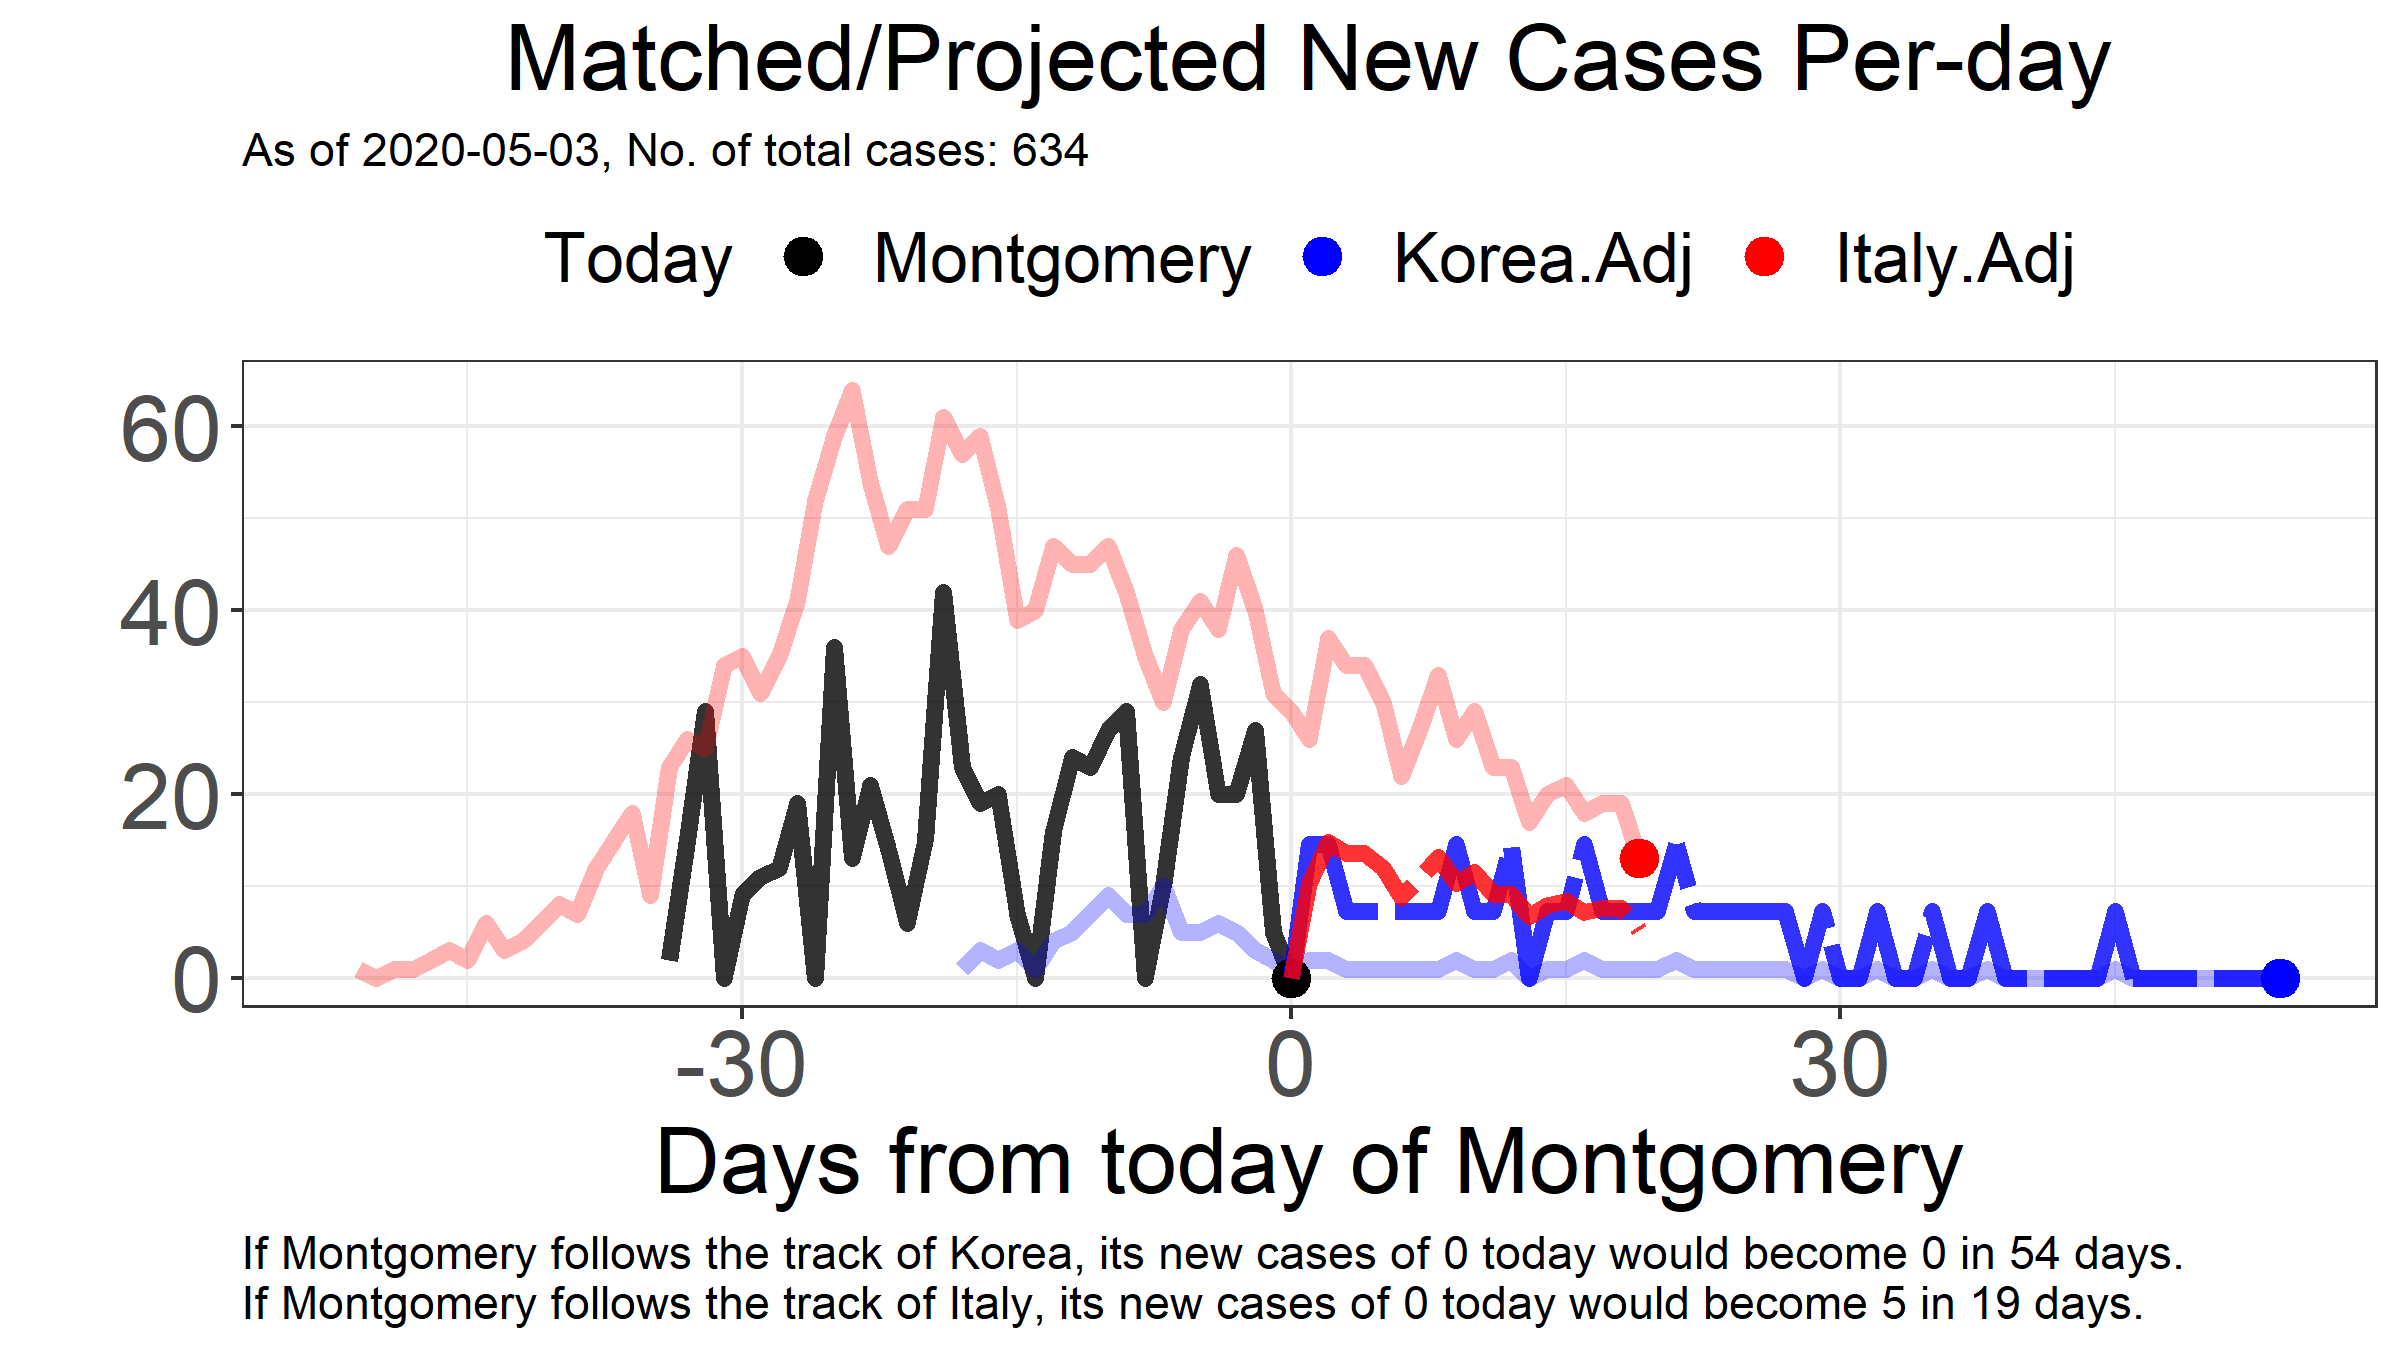 Matched/Projected New Cases Per-day
As of 2020-05-03, No. of total cases: 634
Today Montgomery Korea.Adj Italy.Adj
60
40
20
0
-30 0 30
Days from today of Montgomery
If Montgomery follows the track of Korea, its new cases of 0 today would become 0 in 54 days.
If Montgomery follows the track of Italy, its new cases of 0 today would become 5 in 19 days.